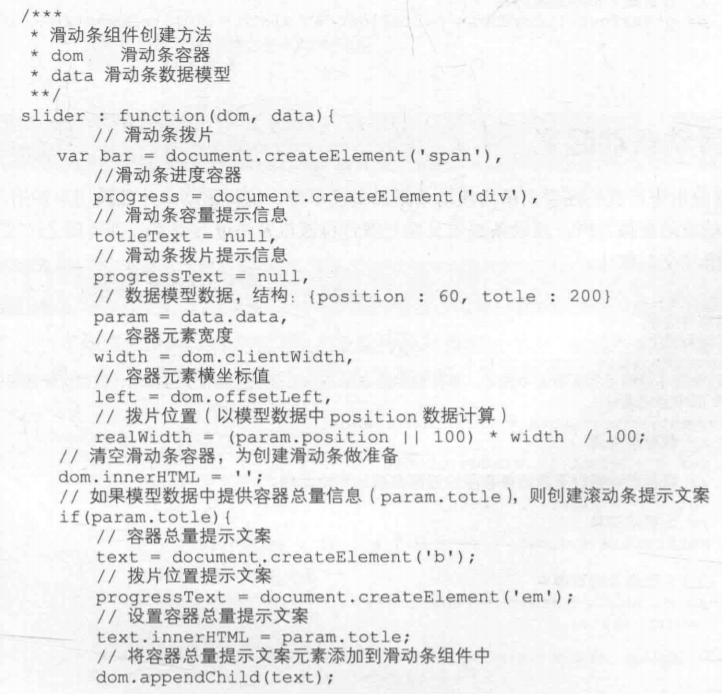 /***
 * 滑动条组件创建方法
 * dom    滑动条容器
 * data 滑动条数据模型
 **/
slider : function(dom, data){
        // 滑动条拨片
    var bar = document.createElement('span'),
        //滑动条进度容器
        progress = document.createElement('div'),
        // 滑动条容量提示信息
        totleText = null,
        // 滑动条拨片提示信息
        progressText = null,
        // 数据模型数据，结构：{position : 60, totle : 200}
        param = data.data,
        // 容器元素宽度
        width = dom.clientWidth,
        // 容器元素横坐标值
        left = dom.offsetLeft,
        // 拨片位置（以模型数据中 position 数据计算）
        realWidth = (param.position || 100) * width / 100;
    // 清空滑动条容器，为创建滑动条做准备
    dom.innerHTML = '';
    // 如果模型数据中提供容器总量信息（param.totle），则创建滚动条提示文案
    if(param.totle){
        // 容器总量提示文案
        text = document.createElement('b');
        // 拨片位置提示文案
        progressText = document.createElement('em');
        // 设置容器总量提示文案
        text.innerHTML = param.totle;
        // 将容器总量提示文案元素添加到滑动条组件中
        dom.appendChild(text);